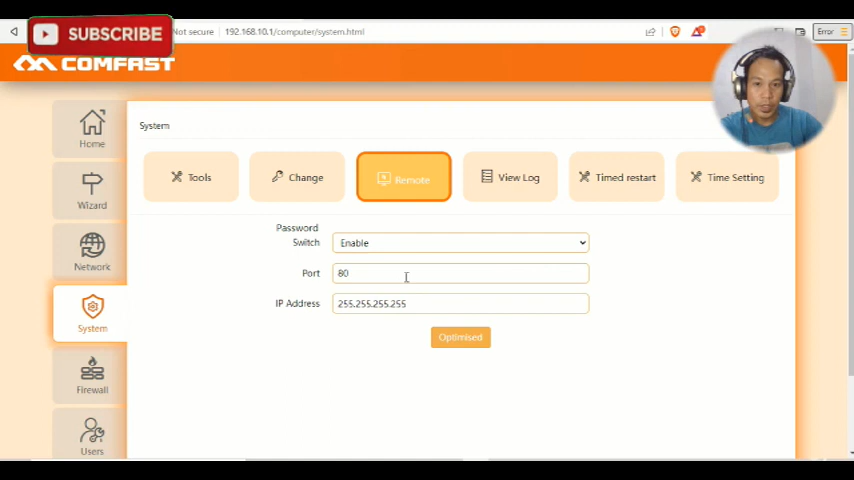 SUBSCRIBE
Not secure 192.168.10.1/computer/system.html
Error
COMFAST
Home
Wizard
Network
System
Firewall
Users
System
Tools
Change
Remote
View Log
Timed restart
Time Setting
Password
Switch Enable
Port 80
IP Address 255.255.255.255
Optimised